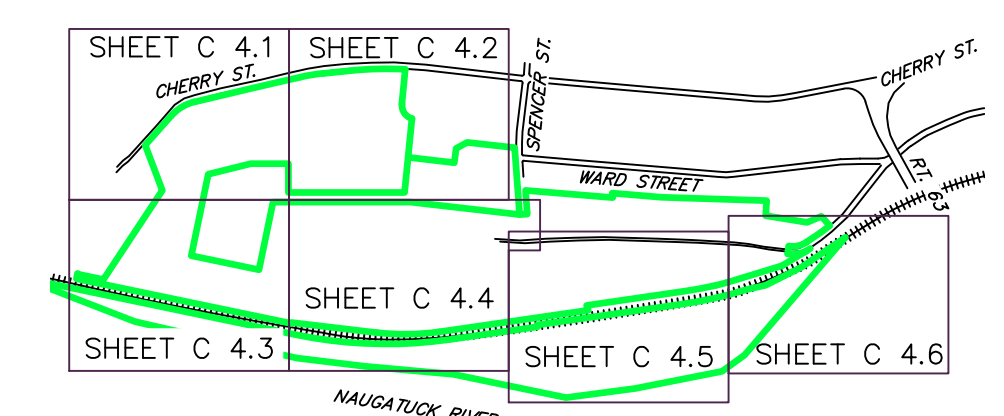 SHEET C 4.1
SHEET C 4.2
SPENCER ST.
CHERRY ST.
CHERRY ST.
WARD STREET
RT. 63
SHEET C 4.4
SHEET C 4.3
SHEET C 4.5
SHEET C 4.6
NAUGATUCK RIVER